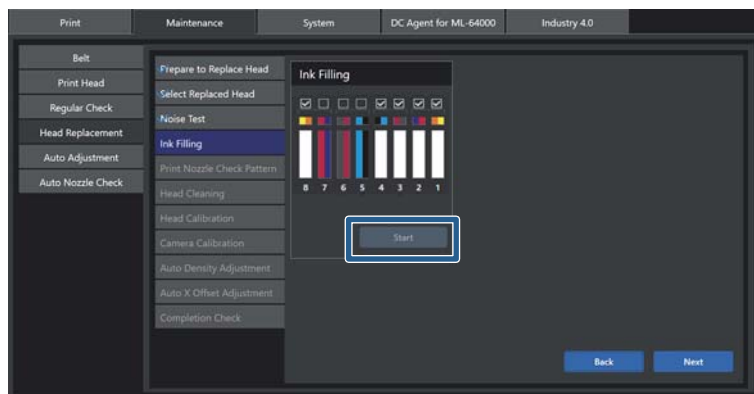 Print Maintenance System DC Agent for ML-64000 Industry 4.0
Belt
Print Head
Regular Check
Head Replacement
Auto Adjustment
Auto Nozzle Check
Prepare to Replace Head
Select Replaced Head
Noise Test
Ink Filling
Print Nozzle Check Pattern
Head Cleaning
Head Calibration
Camera Calibration
Auto Density Adjustment
Auto X Offset Adjustment
Completion Check
Ink Filling
8 7 6 5 4 3 2 1
Start
Back Next